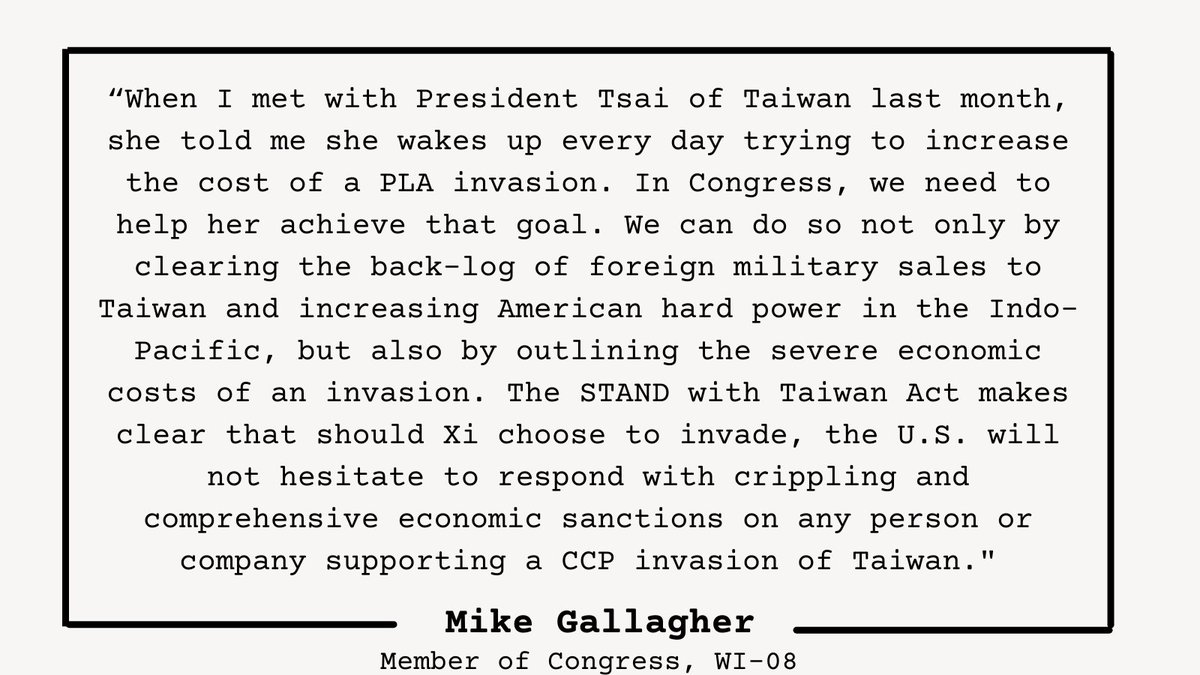 “When I met with President Tsai of Taiwan last month,
she told me she wakes up every day trying to increase
the cost of a PLA invasion. In Congress, we need to
help her achieve that goal. We can do so not only by
clearing the back-log of foreign military sales to
Taiwan and increasing American hard power in the Indo-
Pacific, but also by outlining the severe economic
costs of an invasion. The STAND with Taiwan Act makes
clear that should Xi choose to invade, the U.S. will
not hesitate to respond with crippling and
comprehensive economic sanctions on any person or
company supporting a CCP invasion of Taiwan."
Mike Gallagher
Member of Congress, WI-08